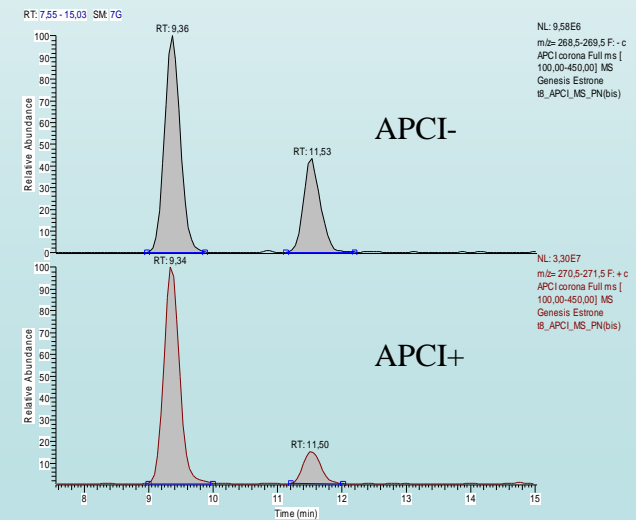 RT: 7,55 - 15,03 SM: 7G
RT: 9,36
NL: 9,58E6
m/z= 268,5-269,5 F: - c
APCI corona Full ms [
100,00-450,00] MS
Genesis Estrone
t8_APCI_MS_PN(bis)
100
90
80
70
60
50
40
30
20
10
0
Relative Abundance
APCI-
RT: 11,53
RT: 9,34
NL: 3,30E7
m/z= 270,5-271,5 F: + c
APCI corona Full ms [
100,00-450,00] MS
Genesis Estrone
t8_APCI_MS_PN(bis)
100
90
80
70
60
50
40
30
20
10
Relative Abundance
APCI+
RT: 11,50
8 9 10 11 12 13 14 15
Time (min)